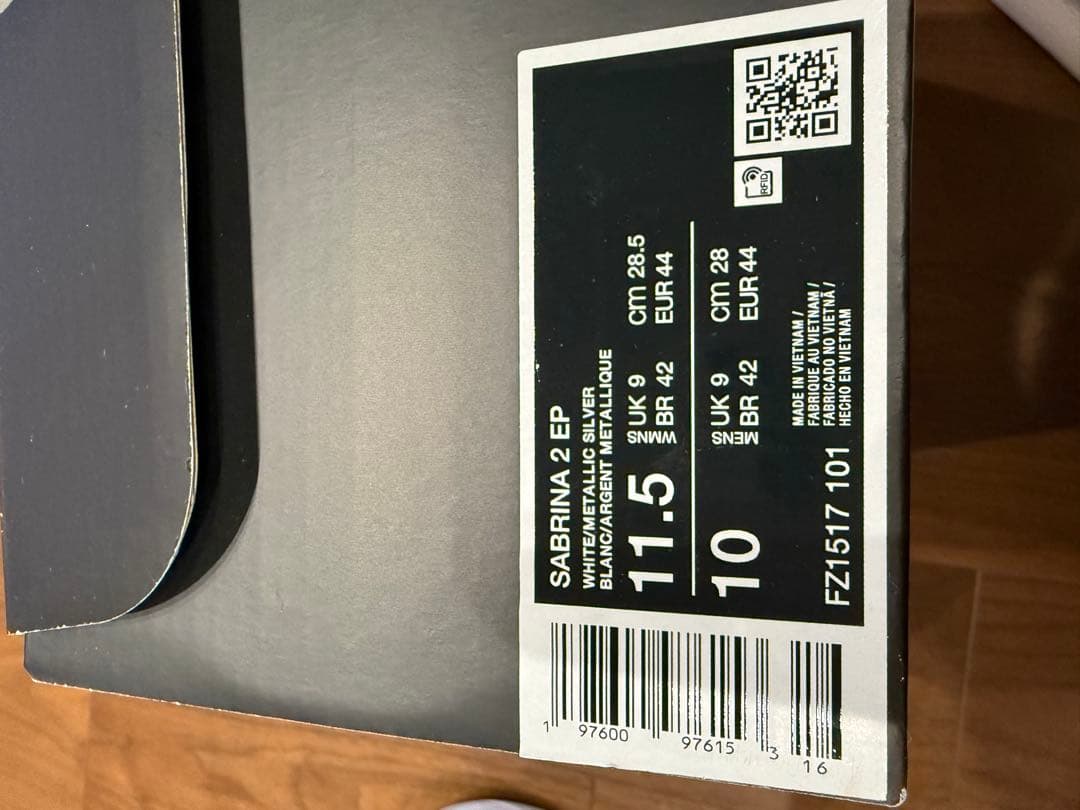 SABRINA 2 EP
WHITE/METALLIC SILVER
BLANC/ARGENT METALLIQUE
11.5 WMNS UK 9 cm 28.5
BR 42 EUR 44
10 MENS UK 9 cm 28
BR 42 EUR 44
RFID
MADE IN VIETNAM /
FABRIQUE AU VIETNAM /
FABRICADO NO VIETNÃ /
HECHO EN VIETNAM
FZ1517 101
1 97600 97615 3 16